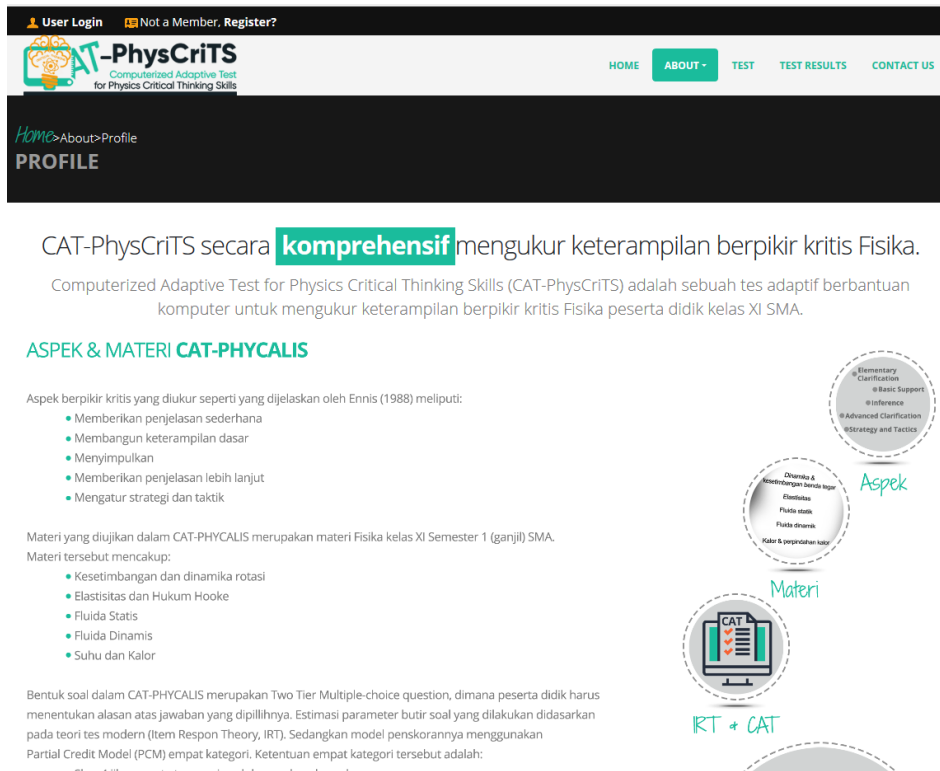 User Login Not a Member, Register?
AT-PhysCriTS
Computerized Adaptive Test
for Physics Critical Thinking Skills
HOME ABOUT TEST TEST RESULTS CONTACT US
Home>About>Profile
PROFILE
CAT-PhysCriTS secara komprehensif mengukur keterampilan berpikir kritis Fisika.
Computerized Adaptive Test for Physics Critical Thinking Skills (CAT-PhysCriTS) adalah sebuah tes adaptif berbantuan
komputer untuk mengukur keterampilan berpikir kritis Fisika peserta didik kelas XI SMA.
ASPEK & MATERI CAT-PHYCALIS
Aspek berpikir kritis yang diukur seperti yang dijelaskan oleh Ennis (1988) meliputi:
Memberikan penjelasan sederhana
Membangun keterampilan dasar
Menyimpulkan
Memberikan penjelasan lebih lanjut
Mengatur strategi dan taktik
Materi yang diujikan dalam CAT-PHYCALIS merupakan materi Fisika kelas XI Semester 1 (ganjil) SMA.
Materi tersebut mencakup:
Kesetimbangan dan dinamika rotasi
Elastisitas dan Hukum Hooke
Fluida Statis
Fluida Dinamis
Suhu dan Kalor
Bentuk soal dalam CAT-PHYCALIS merupakan Two Tier Multiple-choice question, dimana peserta didik harus
menentukan alasan atas jawaban yang dipillihnya. Estimasi parameter butir soal yang dilakukan didasarkan
pada teori tes modern (Item Respon Theory, IRT). Sedangkan model penskorannya menggunakan
Partial Credit Model (PCM) empat kategori. Ketentuan empat kategori tersebut adalah:
Elementary
Clarification
Basic Support
Inference
Advanced Clarification
Strategy and Tactics
Aspek
Dinamika &
kesetimbangan benda tegar
Elastisitas
Fluida statik
Fluida dinamik
Kalor & perpindahan kalor
Materi
CAT
IRT & CAT